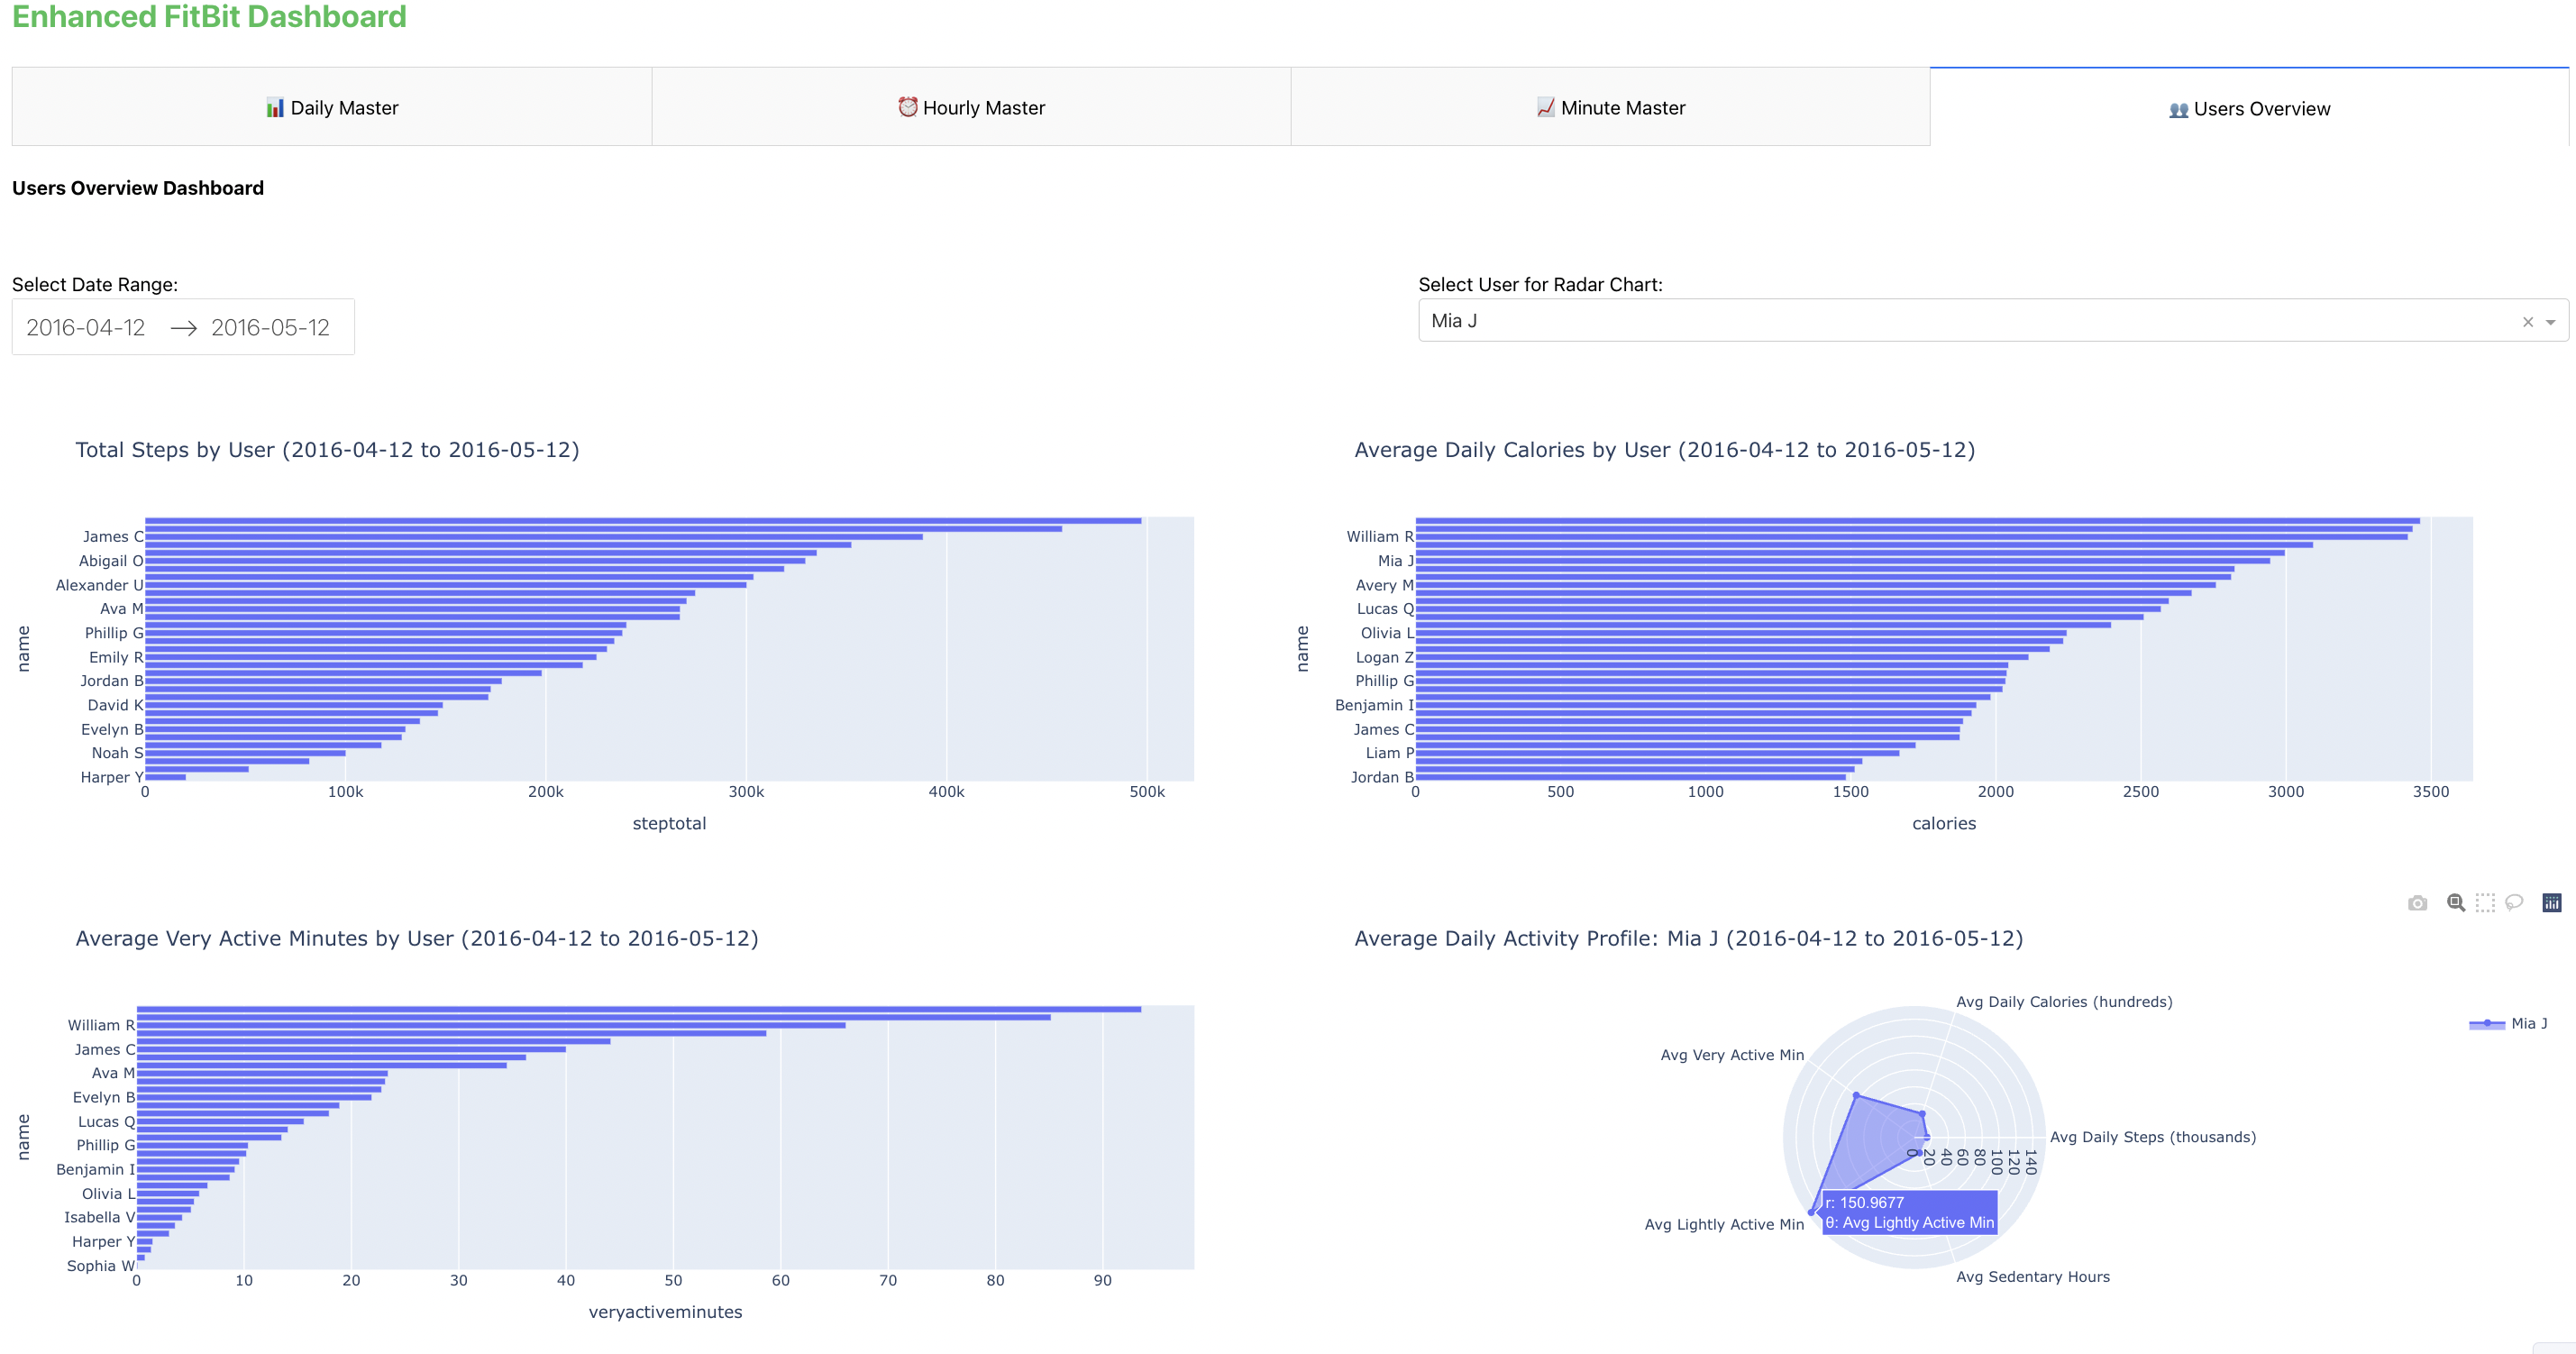 Enhanced FitBit Dashboard
📊 Daily Master
⏰ Hourly Master
📈 Minute Master
👥 Users Overview
Users Overview Dashboard
Select Date Range:
2016-04-12 → 2016-05-12
Select User for Radar Chart:
Mia J
× 
Total Steps by User (2016-04-12 to 2016-05-12)
name
James C
Abigail O
Alexander U
Ava M
Phillip G
Emily R
Jordan B
David K
Evelyn B
Noah S
Harper Y
0 100k 200k 300k 400k 500k
steptotal
Average Daily Calories by User (2016-04-12 to 2016-05-12)
name
William R
Mia J
Avery M
Lucas Q
Olivia L
Logan Z
Phillip G
Benjamin I
James C
Liam P
Jordan B
0 500 1000 1500 2000 2500 3000 3500
calories
Average Very Active Minutes by User (2016-04-12 to 2016-05-12)
name
William R
James C
Ava M
Evelyn B
Lucas Q
Phillip G
Benjamin I
Olivia L
Isabella V
Harper Y
Sophia W
0 10 20 30 40 50 60 70 80 90
veryactiveminutes
Average Daily Activity Profile: Mia J (2016-04-12 to 2016-05-12)
Avg Daily Calories (hundreds)
Mia J
Avg Very Active Min
Avg Daily Steps (thousands)
0 20 40 60 80 100 120 140
r: 150.9677
θ: Avg Lightly Active Min
Avg Lightly Active Min
Avg Sedentary Hours